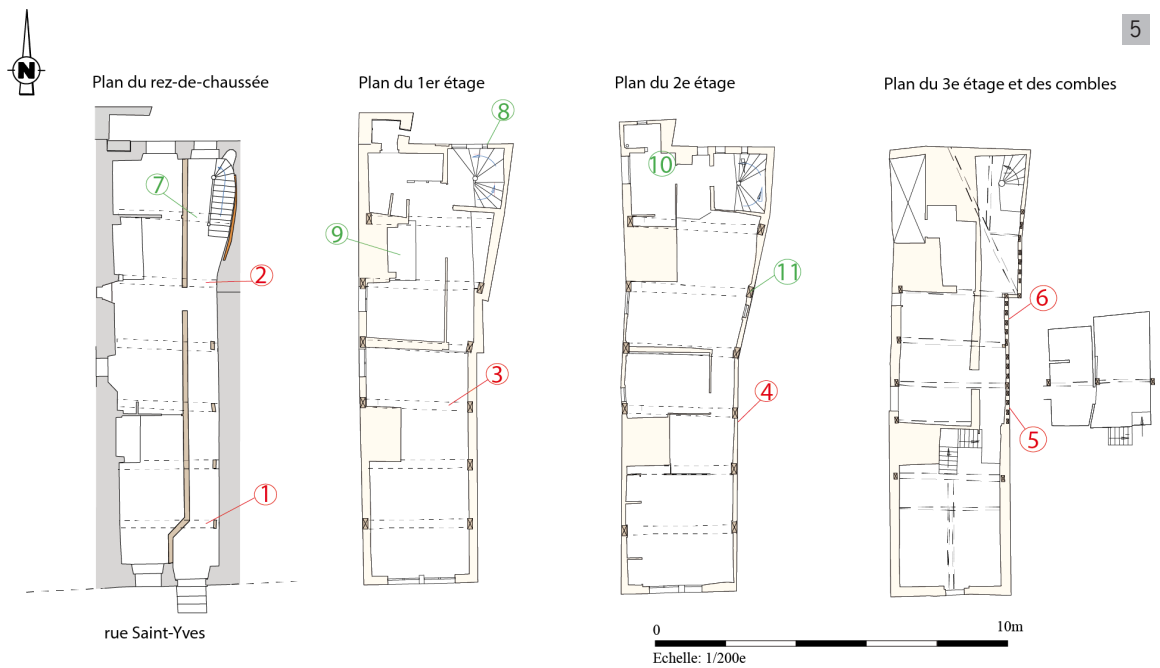 5
N
Plan du rez-de-chaussée
Plan du 1er étage
Plan du 2e étage
Plan du 3e étage et des combles
8
10
7
9
2
11
6
3
4
5
1
rue Saint-Yves
0
10m
Echelle: 1/200e